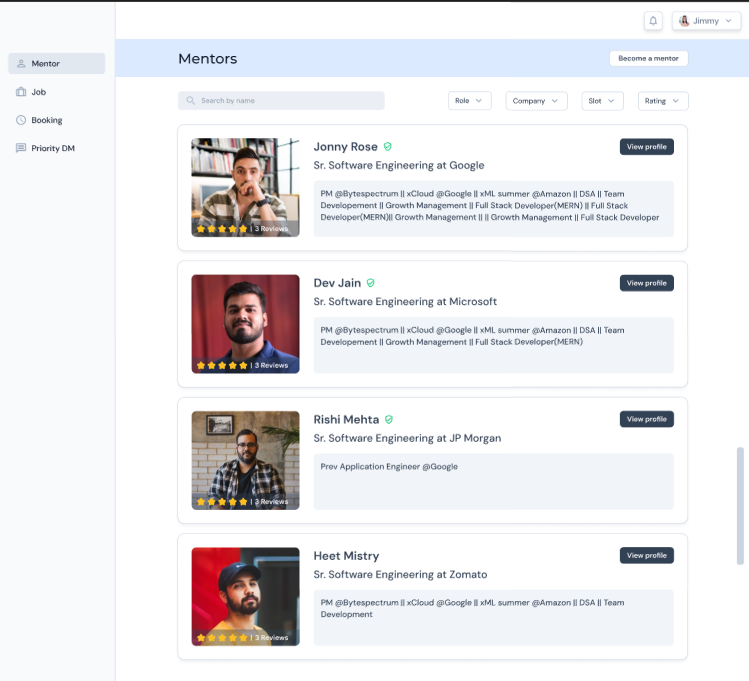 Jimmy
Mentor
Job
Booking
Priority DM
Mentors
Become a mentor
Search by name
Role
Company
Slot
Rating
Jonny Rose
View profile
Sr. Software Engineering at Google
PM @Bytespectrum || xCloud @Google || xML summer @Amazon || DSA || Team
Developement || Growth Management || Full Stack Developer(MERN) || Full Stack
Developer(MERN)|| Growth Management || || Growth Management || Full Stack Developer
| 3 Reviews
Dev Jain
View profile
Sr. Software Engineering at Microsoft
PM @Bytespectrum || xCloud @Google || xML summer @Amazon || DSA || Team
Developement || Growth Management || Full Stack Developer(MERN)
| 3 Reviews
Rishi Mehta
View profile
Sr. Software Engineering at JP Morgan
Prev Application Engineer @Google
| 3 Reviews
Heet Mistry
View profile
Sr. Software Engineering at Zomato
PM @Bytespectrum || xCloud @Google || xML summer @Amazon || DSA || Team
Development
| 3 Reviews